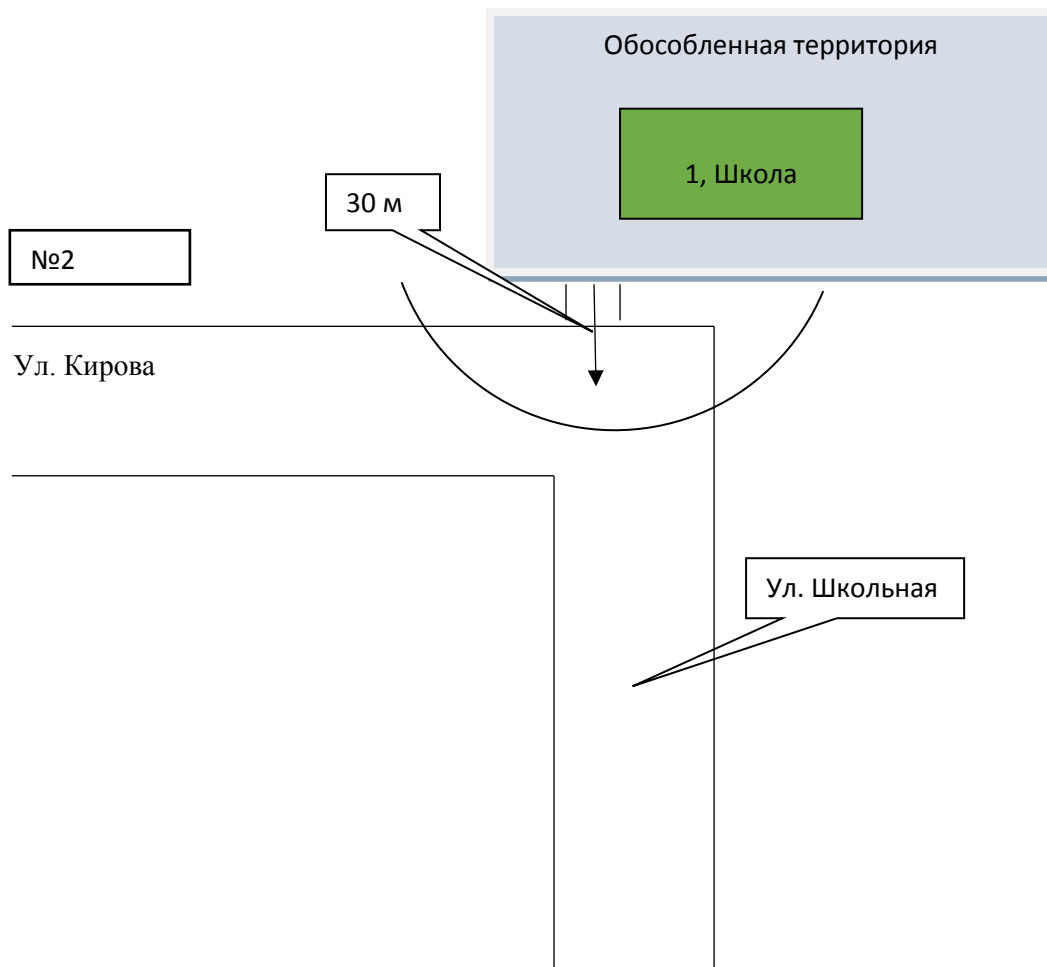 Обособленная территория
1, Школа
30 м
№2
Ул. Кирова
Ул. Школьная